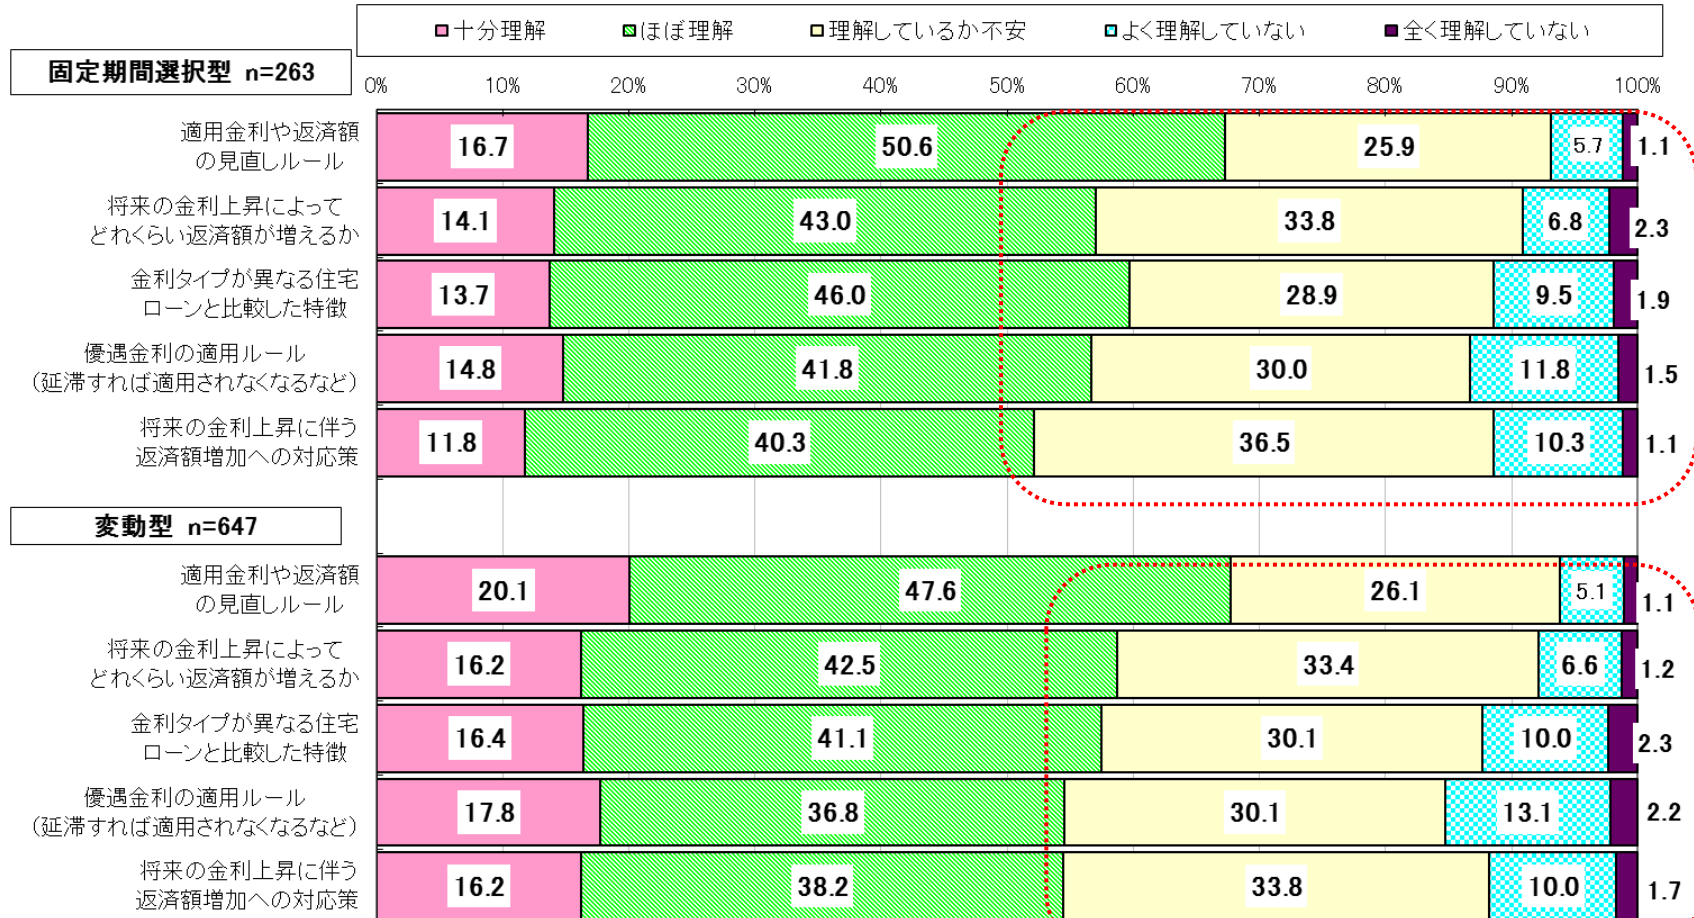 十分理解 ほぼ理解 理解しているか不安 よく理解していない 全く理解していない
固定期間選択型 n=263
0% 10% 20% 30% 40% 50% 60% 70% 80% 90% 100%
適用金利や返済額
の見直しルール
16.7 50.6 25.9 5.7 1.1
将来の金利上昇によって
どれくらい返済額が増えるか
14.1 43.0 33.8 6.8 2.3
金利タイプが異なる住宅
ローンと比較した特徴
13.7 46.0 28.9 9.5 1.9
優遇金利の適用ルール
（延滞すれば適用されなくなるなど）
14.8 41.8 30.0 11.8 1.5
将来の金利上昇に伴う
返済額増加への対応策
11.8 40.3 36.5 10.3 1.1
変動型 n=647
適用金利や返済額
の見直しルール
20.1 47.6 26.1 5.1 1.1
将来の金利上昇によって
どれくらい返済額が増えるか
16.2 42.5 33.4 6.6 1.2
金利タイプが異なる住宅
ローンと比較した特徴
16.4 41.1 30.1 10.0 2.3
優遇金利の適用ルール
（延滞すれば適用されなくなるなど）
17.8 36.8 30.1 13.1 2.2
将来の金利上昇に伴う
返済額増加への対応策
16.2 38.2 33.8 10.0 1.7